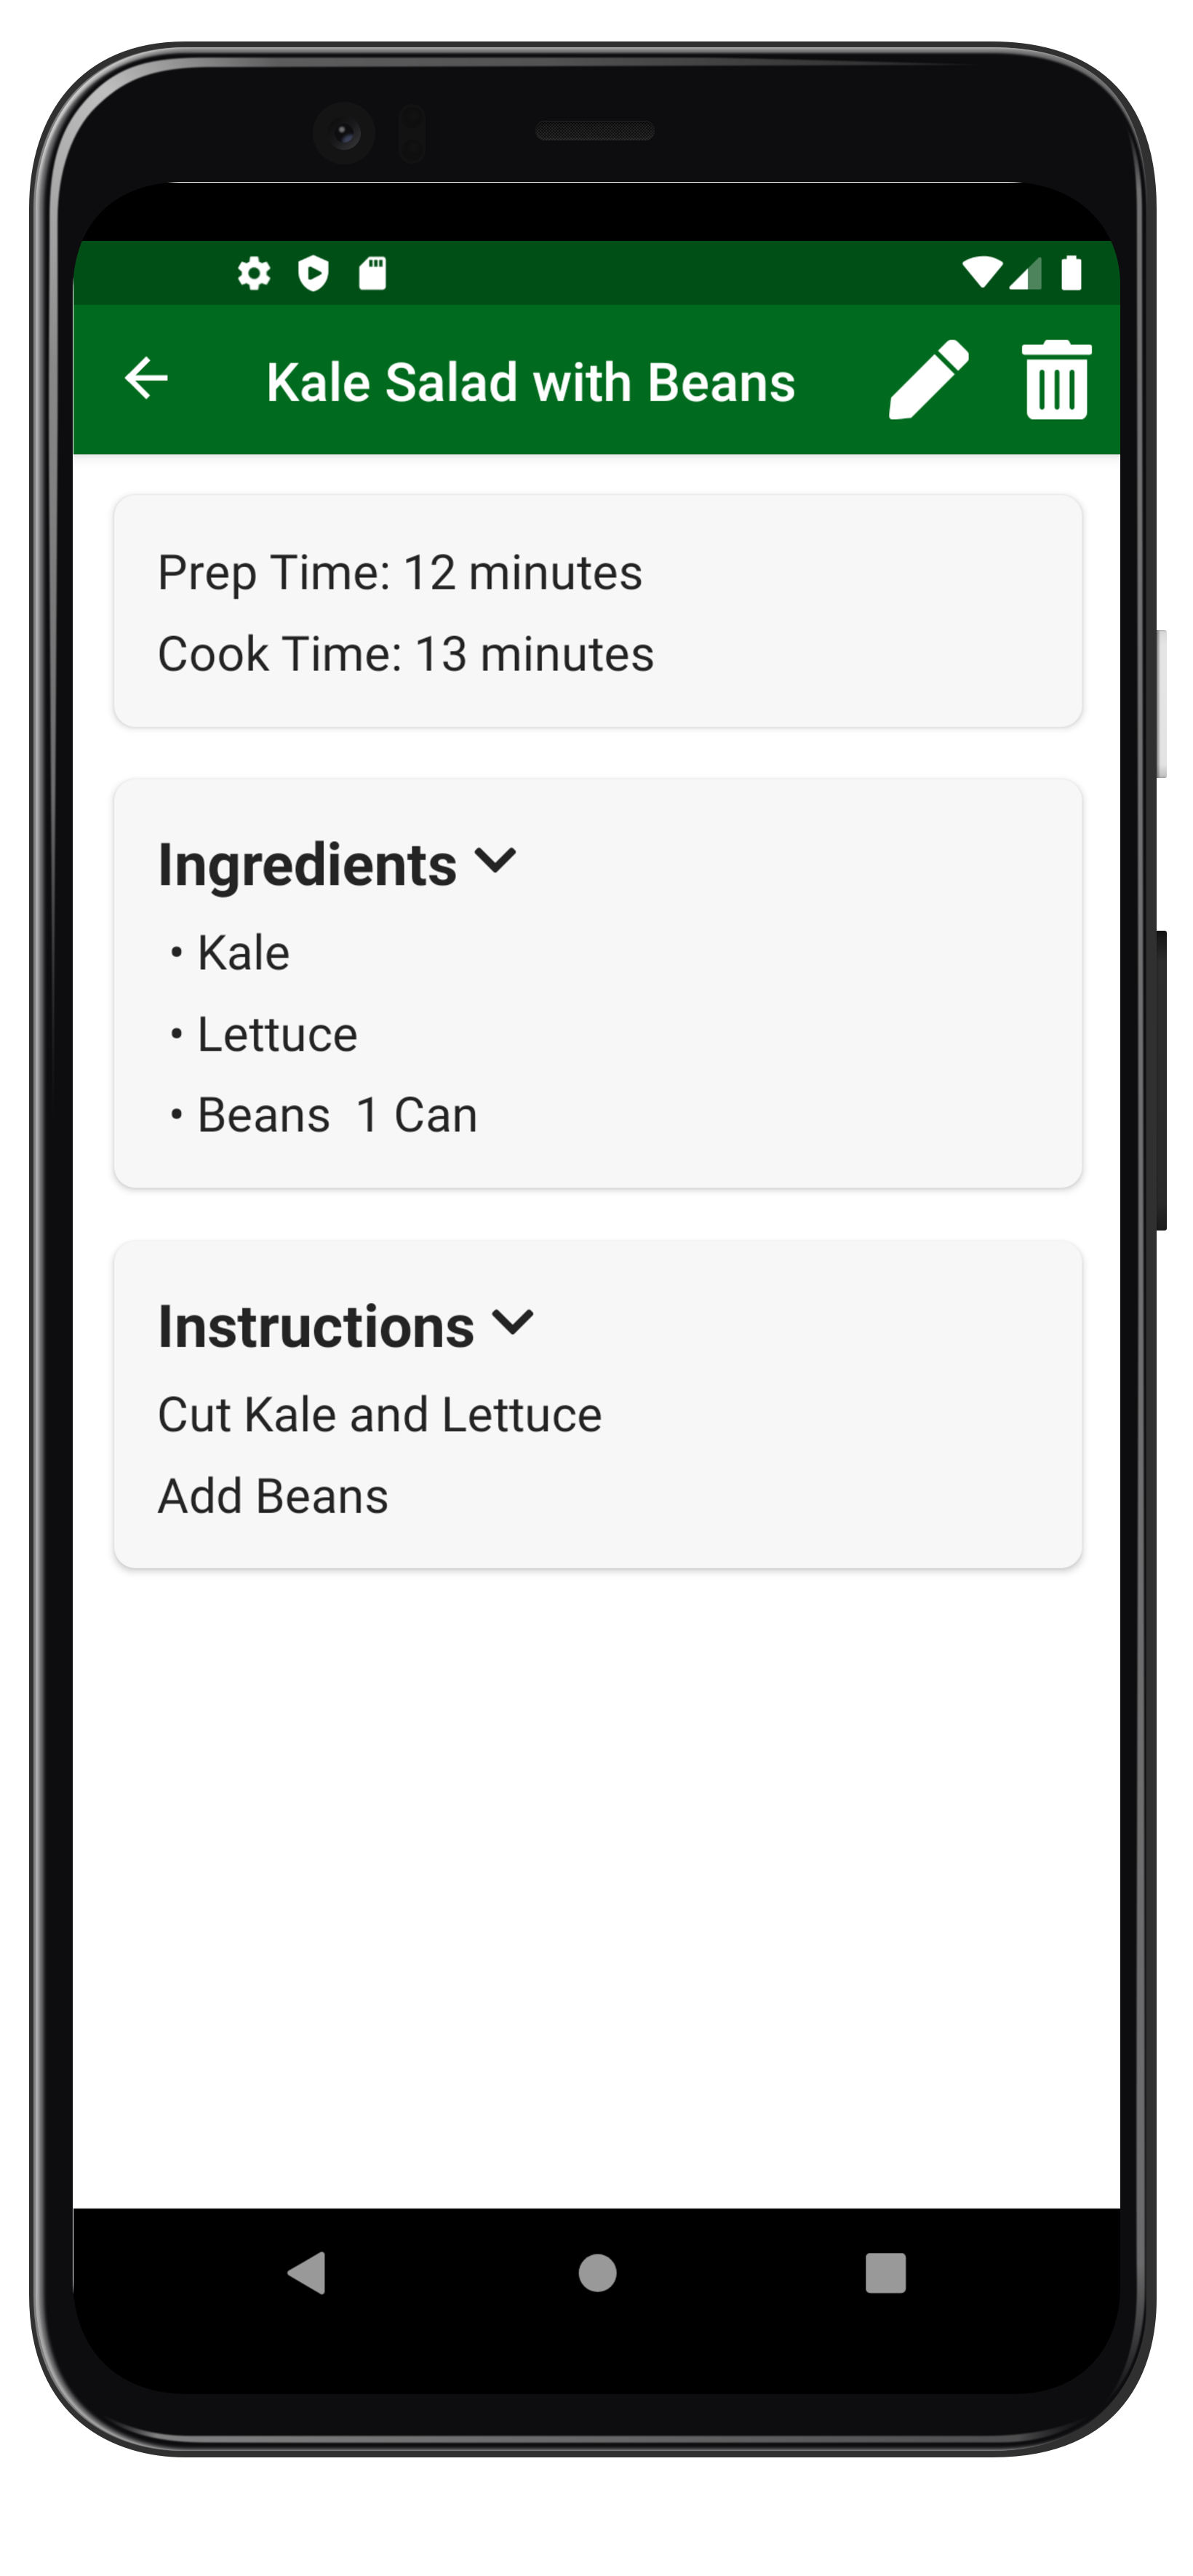 Kale Salad with Beans
Prep Time: 12 minutes
Cook Time: 13 minutes
Ingredients
• Kale
• Lettuce
• Beans  1 Can
Instructions
Cut Kale and Lettuce
Add Beans